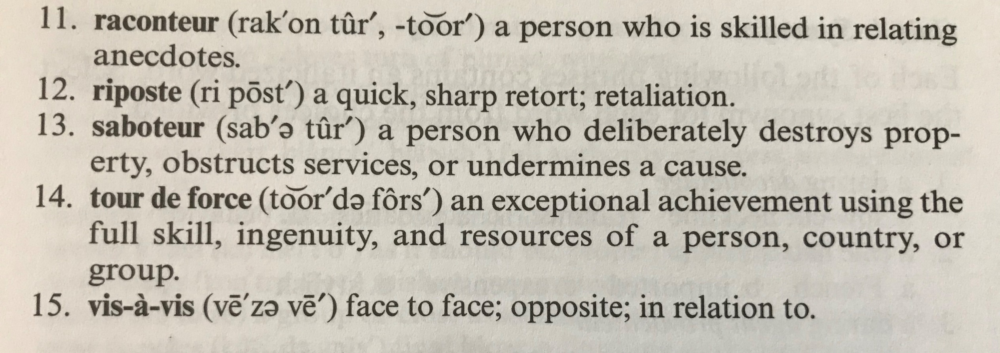 11. raconteur (rak′on tûr′, -to͝or′) a person who is skilled in relating
anecdotes.
12. riposte (ri pōst′) a quick, sharp retort; retaliation.
13. saboteur (sab′ə tûr′) a person who deliberately destroys prop-
erty, obstructs services, or undermines a cause.
14. tour de force (to͝or′də fôrs′) an exceptional achievement using the
full skill, ingenuity, and resources of a person, country, or
group.
15. vis-à-vis (vē′zə vē′) face to face; opposite; in relation to.